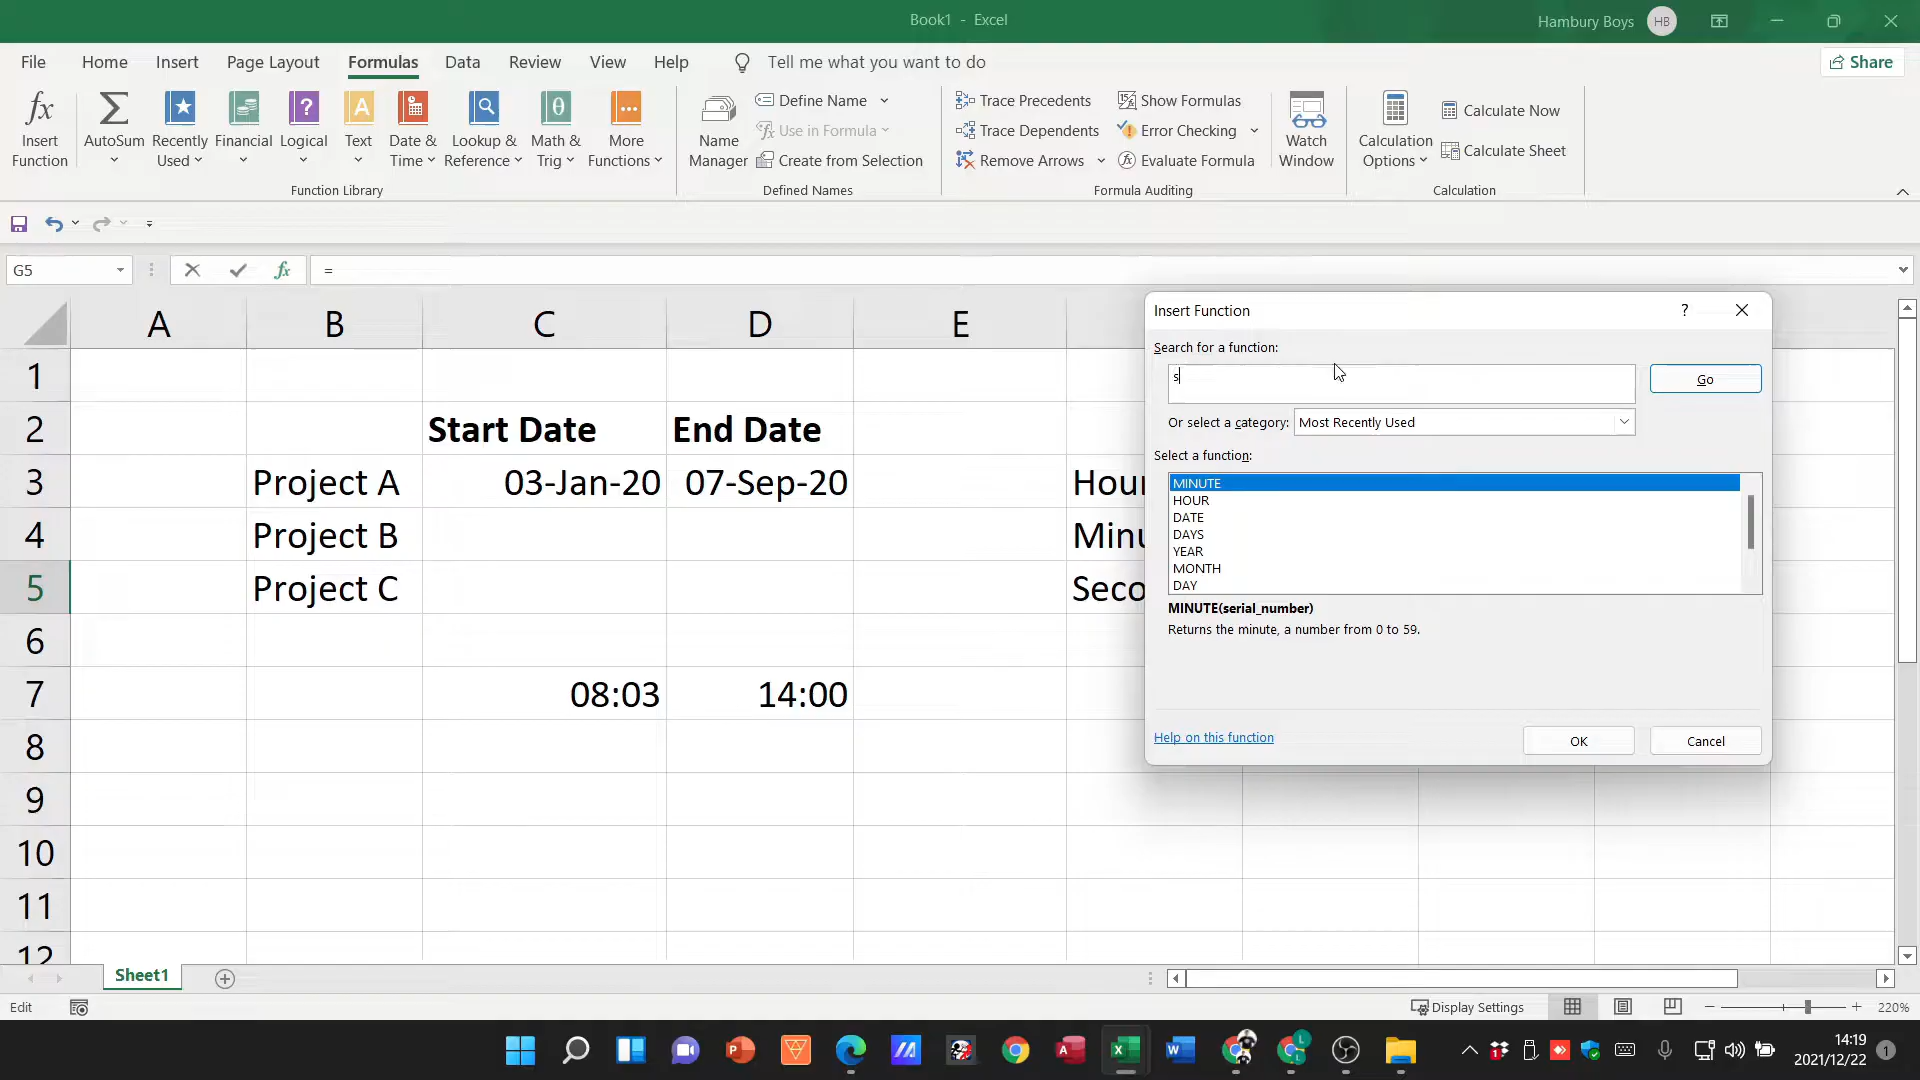 Book1 - Excel
Hambury Boys HB
File Home Insert Page Layout Formulas Data Review View Help Tell me what you want to do Share
Insert Function
AutoSum
Recently Used
Financial
Logical
Text
Date & Time
Lookup & Reference
Math & Trig
More Functions
Function Library
Name Manager
Define Name
Use in Formula
Create from Selection
Defined Names
Trace Precedents
Trace Dependents
Remove Arrows
Show Formulas
Error Checking
Evaluate Formula
Formula Auditing
Watch Window
Calculation Options
Calculate Now
Calculate Sheet
Calculation
G5 fx =
A B C D E
1
2 Start Date End Date
3 Project A 03-Jan-20 07-Sep-20 Hour
4 Project B Minu
5 Project C Seco
6
7 08:03 14:00
8
9
10
11
12
Insert Function ?
Search for a function:
s
Go
Or select a category: Most Recently Used
Select a function:
MINUTE
HOUR
DATE
DAYS
YEAR
MONTH
DAY
MINUTE(serial_number)
Returns the minute, a number from 0 to 59.
Help on this function
OK Cancel
Sheet1
Edit Display Settings 220%
14:19
2021/12/22